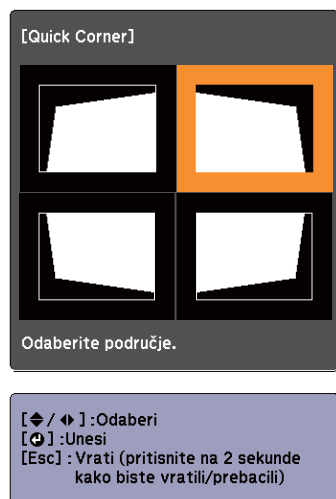 [Quick Corner]
Odaberite područje.
[◆/◆] :Odaberi
[⏎] :Unesi
[Esc] : Vrati (pritisnite na 2 sekunde
kako biste vratili/prebacili)